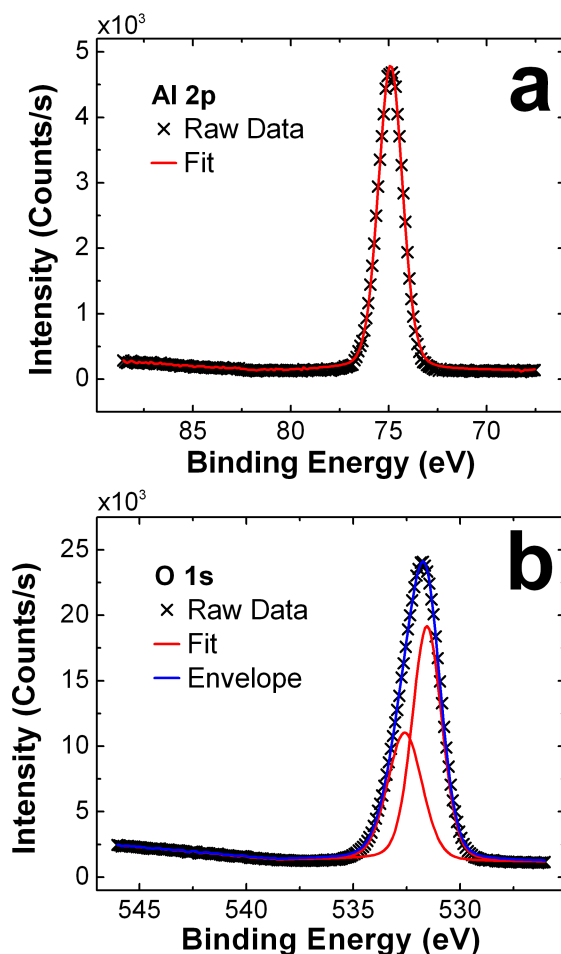 x10³
5
4
3
2
1
0
Intensity (Counts/s)
Al 2p
Raw Data
Fit
a
85
80
75
70
Binding Energy (eV)
x10³
25
20
15
10
5
0
Intensity (Counts/s)
O 1s
Raw Data
Fit
Envelope
b
545
540
535
530
Binding Energy (eV)